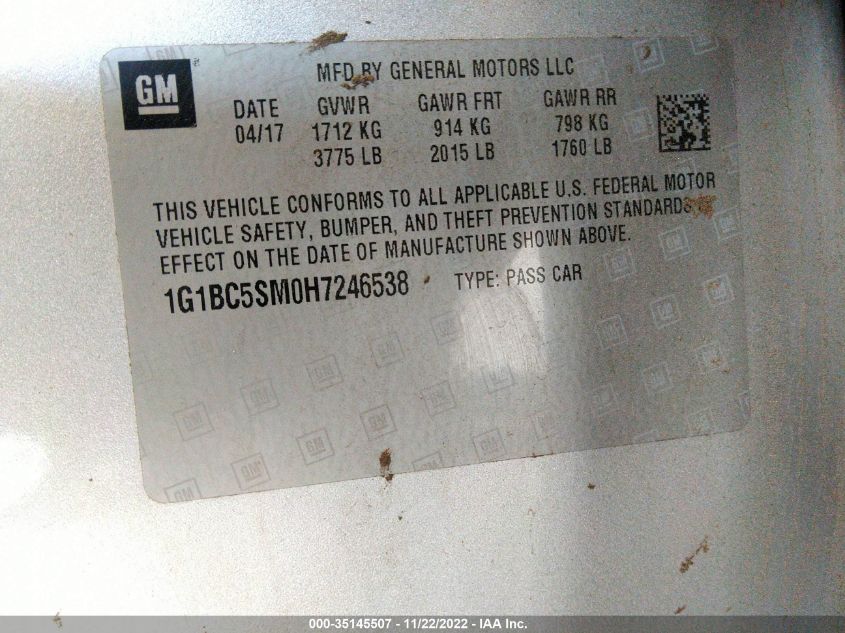 GM
MFD BY GENERAL MOTORS LLC
DATE GVWR GAWR FRT GAWR RR
04/17 1712 KG 914 KG 798 KG
3775 LB 2015 LB 1760 LB
THIS VEHICLE CONFORMS TO ALL APPLICABLE U.S. FEDERAL MOTOR
VEHICLE SAFETY, BUMPER, AND THEFT PREVENTION STANDARDS
EFFECT ON THE DATE OF MANUFACTURE SHOWN ABOVE.
1G1BC5SM0H7246538 TYPE: PASS CAR
000-35145507 - 11/22/2022 - IAA Inc.